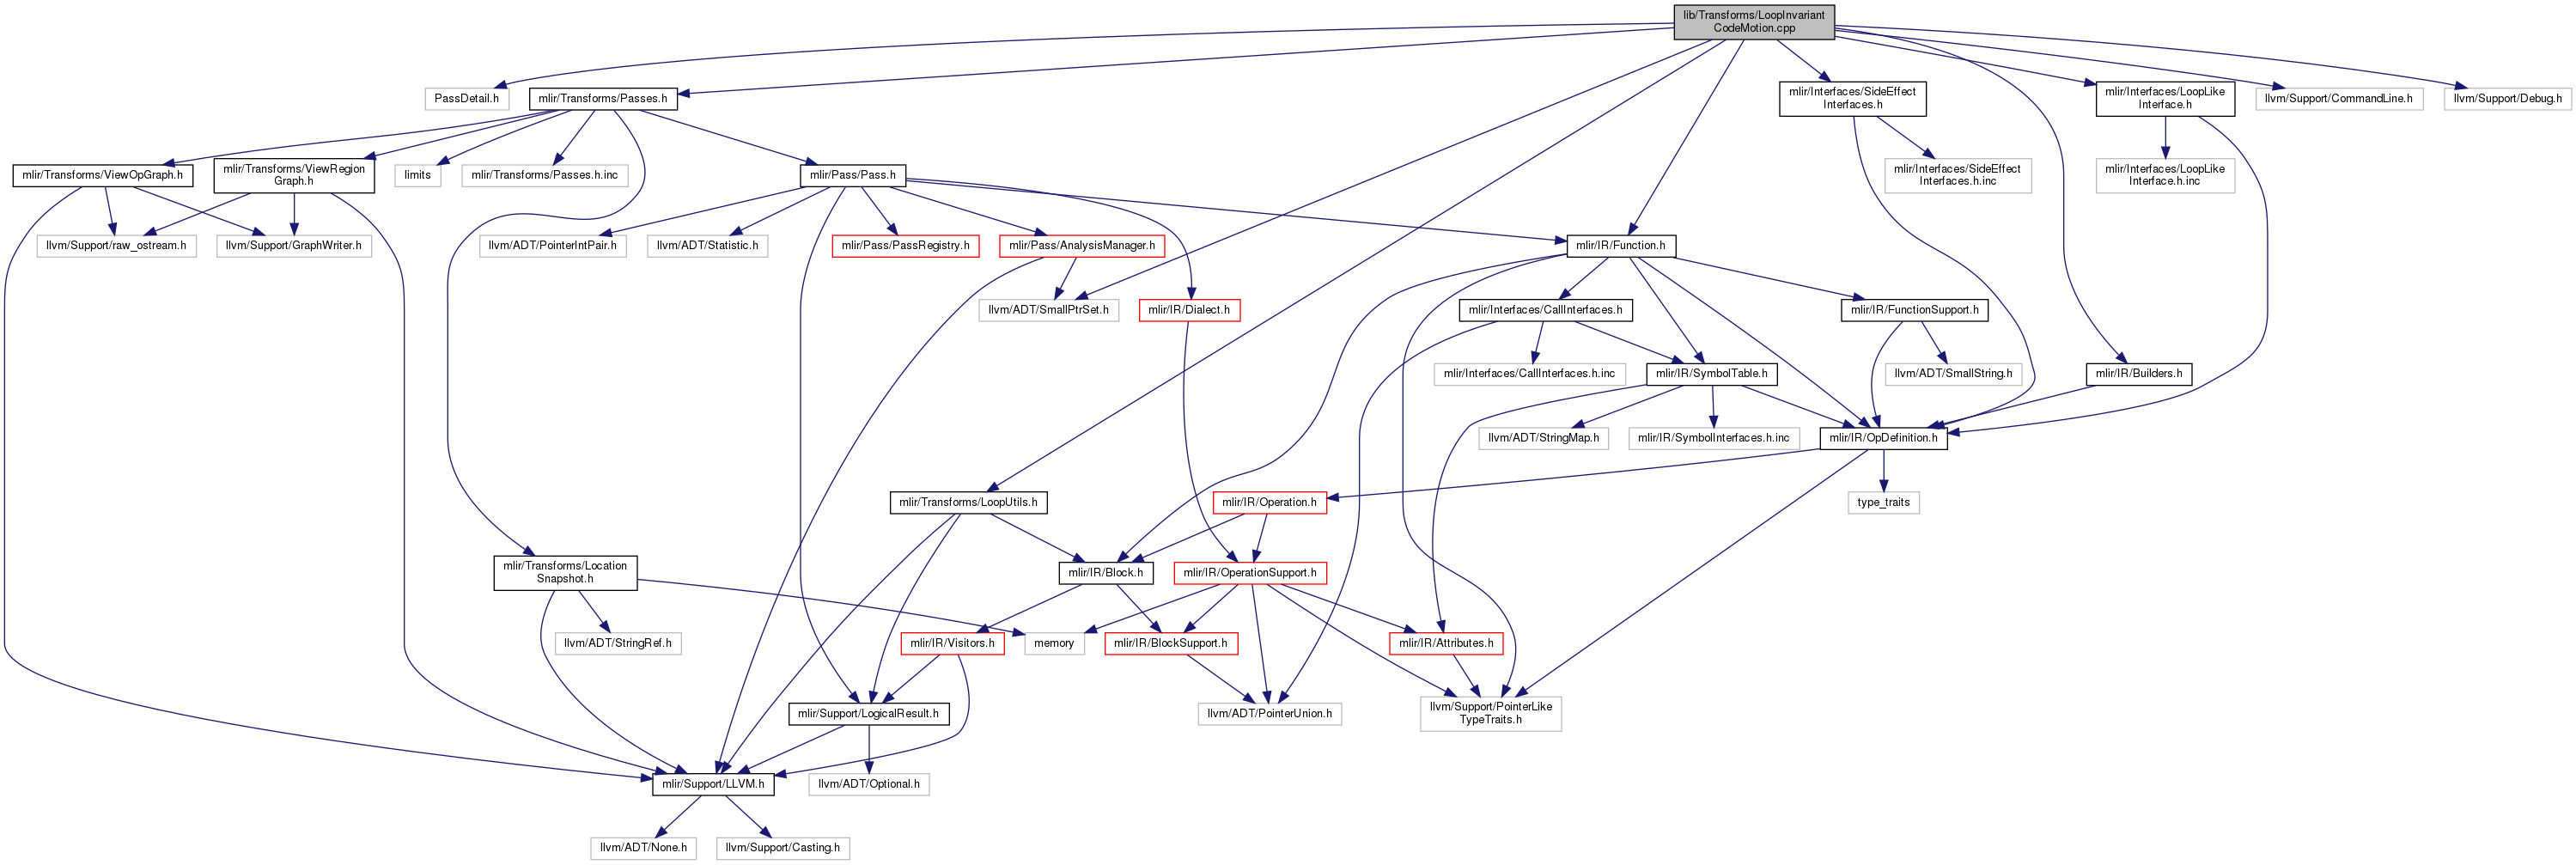 lib/Transforms/LoopInvariant
CodeMotion.cpp
PassDetail.h
mlir/Transforms/Passes.h
mlir/Interfaces/SideEffect
Interfaces.h
mlir/Interfaces/LoopLike
Interface.h
llvm/Support/CommandLine.h
llvm/Support/Debug.h
mlir/Transforms/ViewOpGraph.h
mlir/Transforms/ViewRegion
Graph.h
limits
mlir/Transforms/Passes.h.inc
mlir/Pass/Pass.h
mlir/Interfaces/SideEffect
Interfaces.h.inc
mlir/Interfaces/LoopLike
Interface.h.inc
llvm/Support/raw_ostream.h
llvm/Support/GraphWriter.h
llvm/ADT/PointerIntPair.h
llvm/ADT/Statistic.h
mlir/Pass/PassRegistry.h
mlir/Pass/AnalysisManager.h
mlir/IR/Function.h
llvm/ADT/SmallPtrSet.h
mlir/IR/Dialect.h
mlir/Interfaces/CallInterfaces.h
mlir/IR/FunctionSupport.h
mlir/Interfaces/CallInterfaces.h.inc
mlir/IR/SymbolTable.h
llvm/ADT/SmallString.h
mlir/IR/Builders.h
llvm/ADT/StringMap.h
mlir/IR/SymbolInterfaces.h.inc
mlir/IR/OpDefinition.h
mlir/Transforms/LoopUtils.h
mlir/IR/Operation.h
type_traits
mlir/Transforms/Location
Snapshot.h
mlir/IR/Block.h
mlir/IR/OperationSupport.h
llvm/ADT/StringRef.h
mlir/IR/Visitors.h
memory
mlir/IR/BlockSupport.h
mlir/IR/Attributes.h
mlir/Support/LogicalResult.h
llvm/ADT/PointerUnion.h
llvm/Support/PointerLike
TypeTraits.h
mlir/Support/LLVM.h
llvm/ADT/Optional.h
llvm/ADT/None.h
llvm/Support/Casting.h